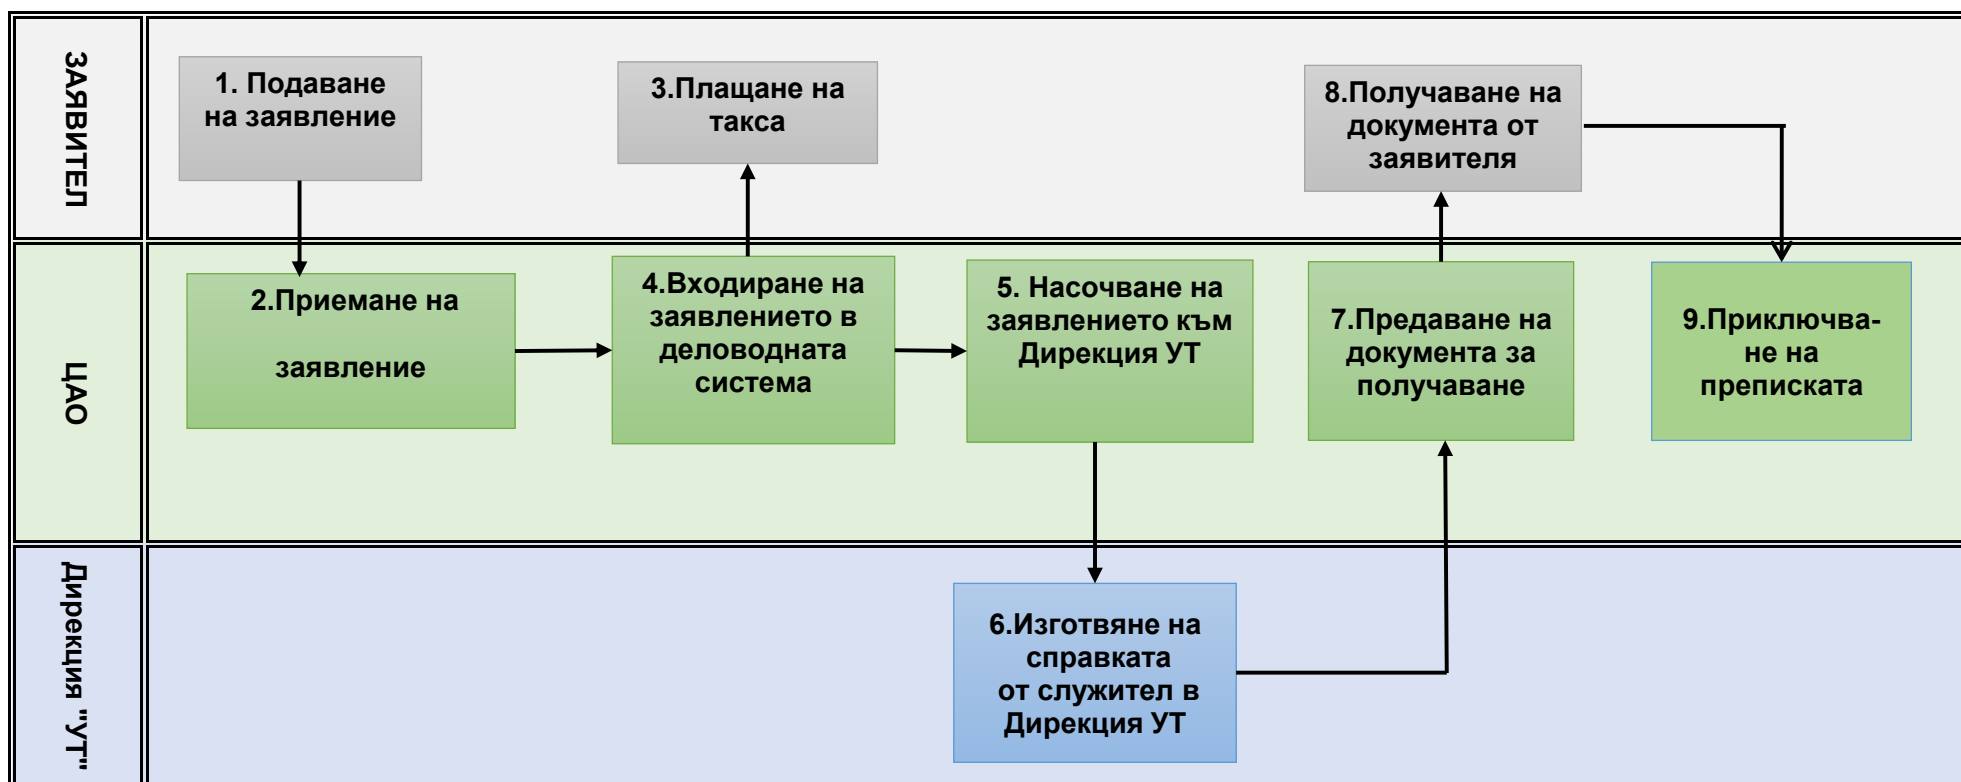 ЗАЯВИТЕЛ
1. Подаване
на заявление
3.Плащане на
такса
8.Получаване на
документа от
заявителя
ЦАО
2.Приемане на
заявление
4.Входиране на
заявлението в
деловодната
система
5. Насочване на
заявлението към
Дирекция УТ
7.Предаване на
документа за
получаване
9.Приключва-
не на
преписката
Дирекция "УТ"
6.Изготвяне на
справката
от служител в
Дирекция УТ